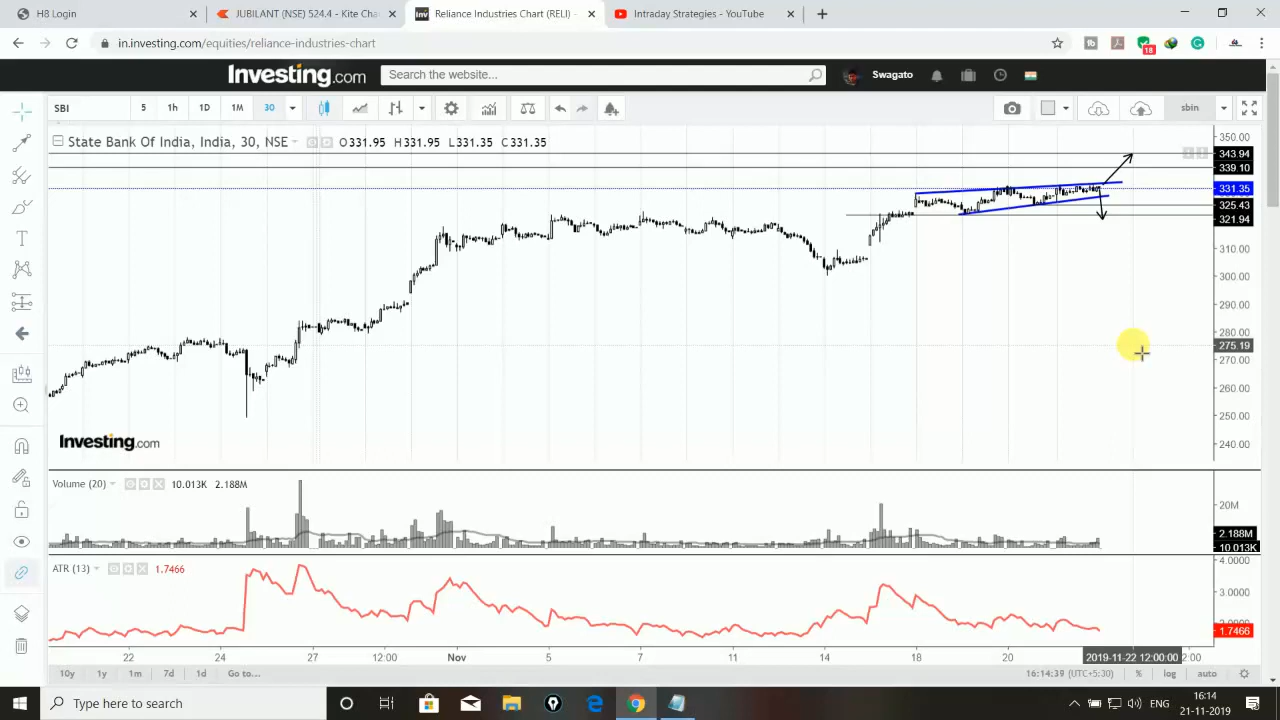 H8 Login
JUBILANT (NSE) 524.4 - Kite Cha
Reliance Industries Chart (RELI) -
Intraday Strategies - YouTube
in.investing.com/equities/reliance-industries-chart
18
Investing.com
Search the website...
Swagato
SBI
5
1h
1D
1M
30
sbin
State Bank Of India, India, 30, NSE
O331.95 H331.95 L331.35 C331.35
350.00
343.94
339.10
331.35
325.43
321.94
310.00
300.00
290.00
280.00
275.19
270.00
260.00
250.00
240.00
Investing.com
Volume (20)
10.013K 2.188M
20M
2.188M
10.013K
ATR (13)
1.7466
4.0000
3.0000
1.7466
22
24
27
12:00
Nov
5
7
11
14
18
20
2019-11-22 12:00:00
2:00
10y
1y
1m
7d
1d
Go to...
16:14:39 (UTC+5:30)
%
log
auto
Type here to search
ENG
16:14
21-11-2019